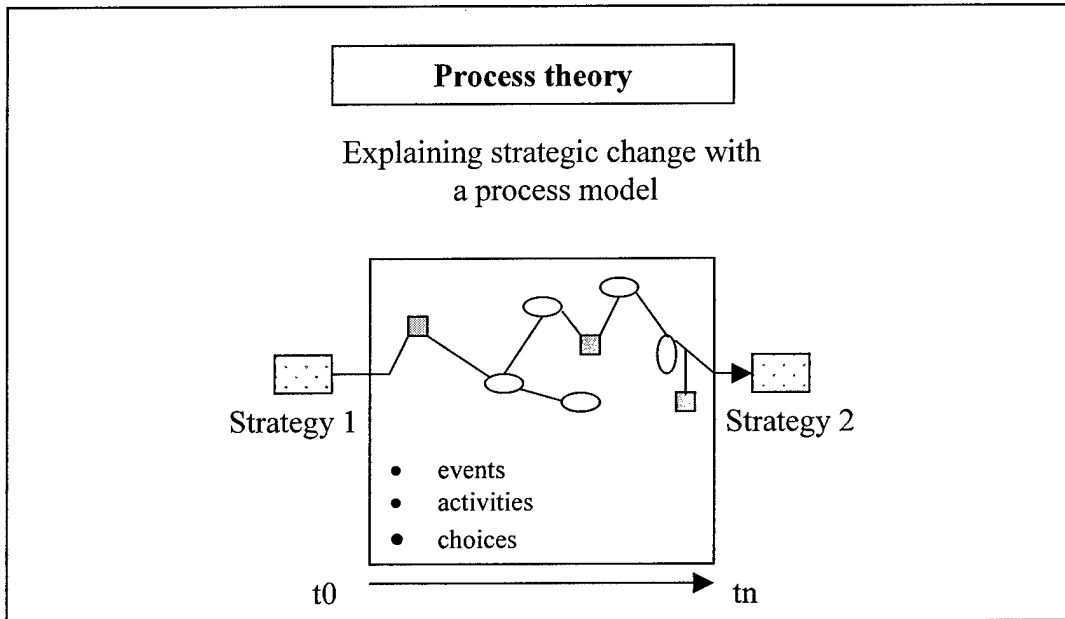 Process theory
Explaining strategic change with
a process model
Strategy 1
Strategy 2
• events
• activities
• choices
t0
tn